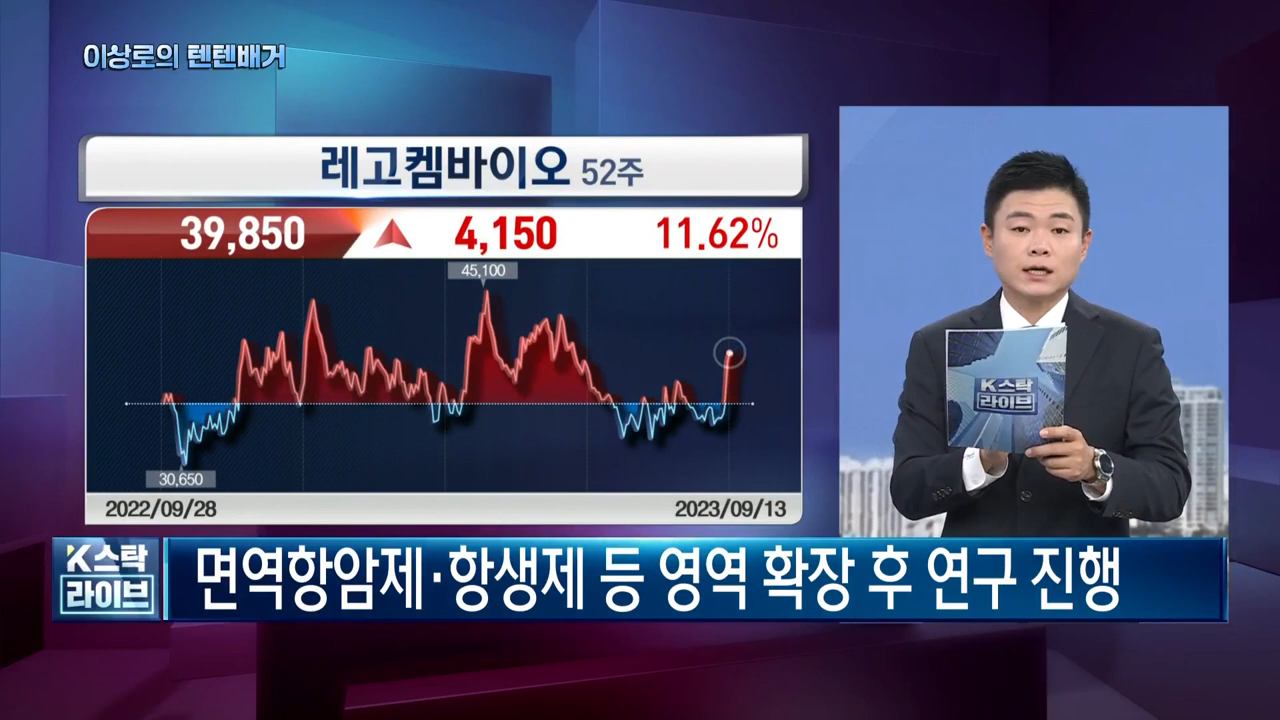 이상로의 텐텐배거
레고켐바이오 52주
39,850 ▲ 4,150 11.62%
45,100
30,650
2022/09/28 2023/09/13
K스탁
라이브
K스탁
라이브
면역항암제·항생제 등 영역 확장 후 연구 진행